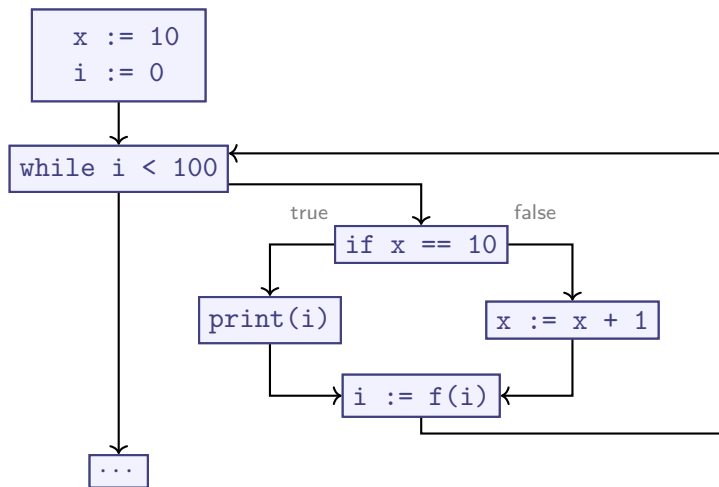 x := 10
i := 0
while i < 100
true
false
if x == 10
print(i)
x := x + 1
i := f(i)
...